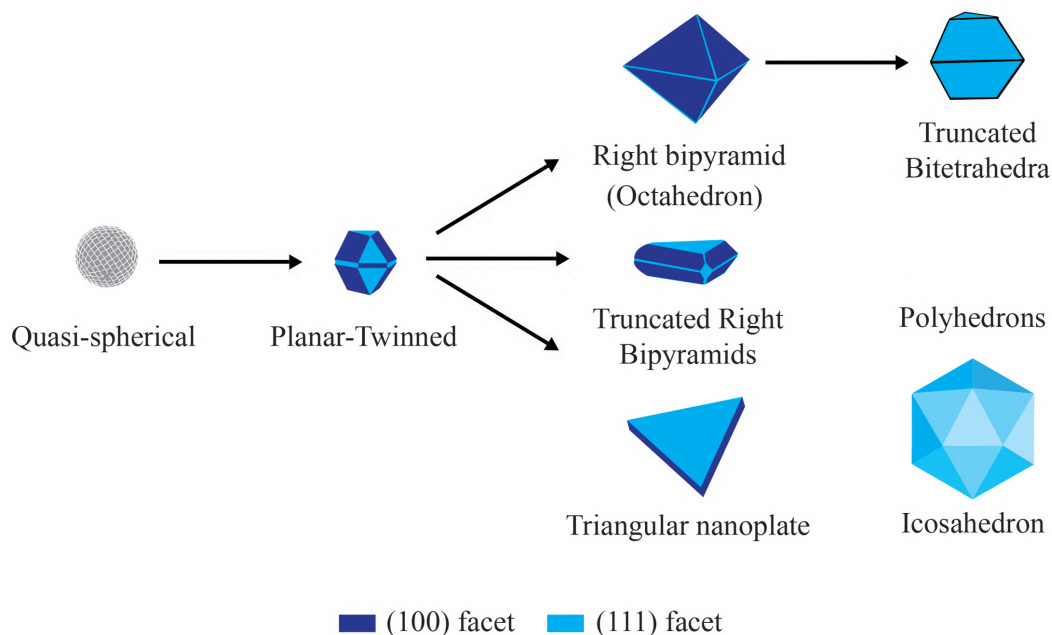 Right bipyramid
(Octahedron)
Truncated
Bitetrahedra
Quasi-spherical
Planar-Twinned
Truncated Right
Bipyramids
Polyhedrons
Triangular nanoplate
Icosahedron
(100) facet
(111) facet